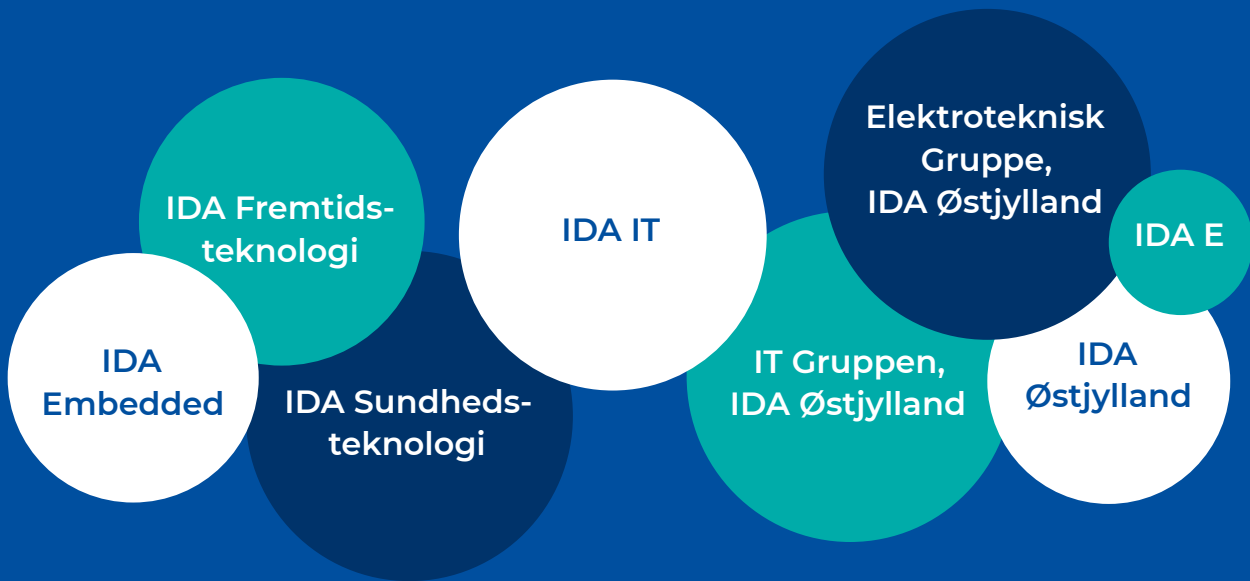 IDA Fremtids-
teknologi
IDA
Embedded
IDA Sundheds-
teknologi
IDA IT
IT Gruppen,
IDA Østjylland
Elektroteknisk
Gruppe,
IDA Østjylland
IDA E
IDA
Østjylland